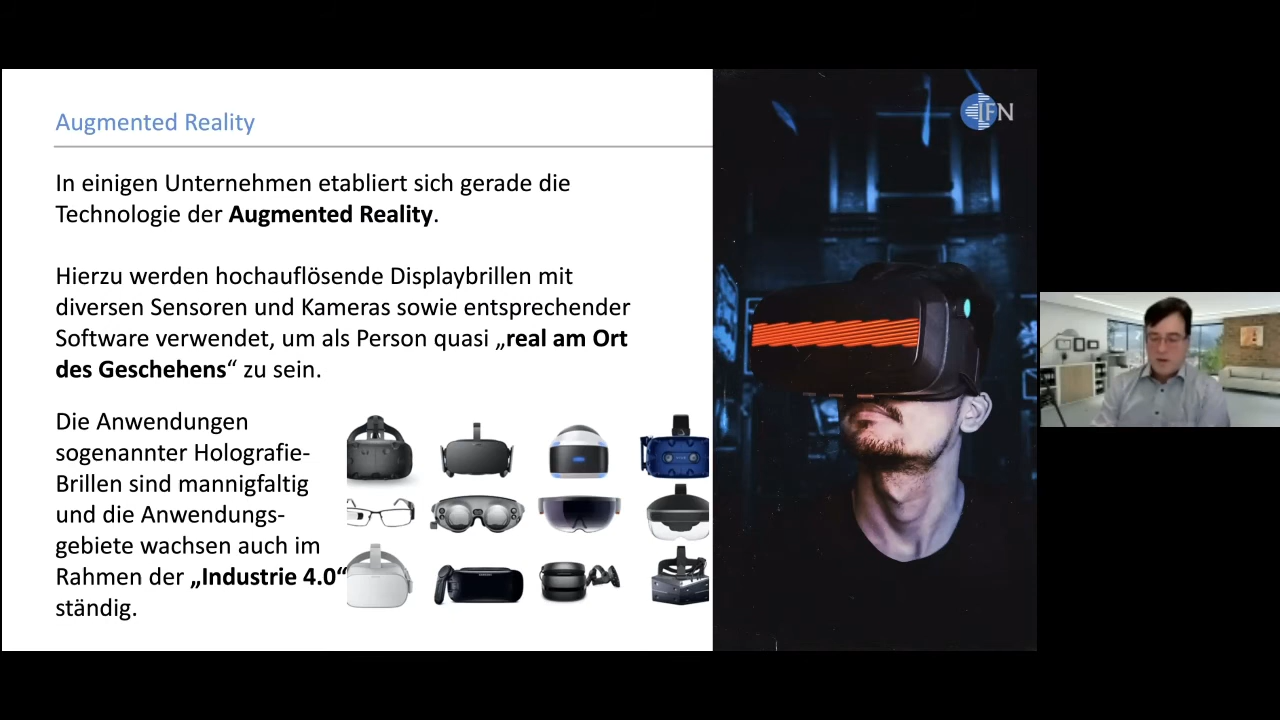 Augmented Reality
IFN
In einigen Unternehmen etabliert sich gerade die
Technologie der Augmented Reality.
Hierzu werden hochauflösende Displaybrillen mit
diversen Sensoren und Kameras sowie entsprechender
Software verwendet, um als Person quasi „real am Ort
des Geschehens“ zu sein.
Die Anwendungen
sogenannter Holografie-
Brillen sind mannigfaltig
und die Anwendungs-
gebiete wachsen auch im
Rahmen der „Industrie 4.0“
ständig.